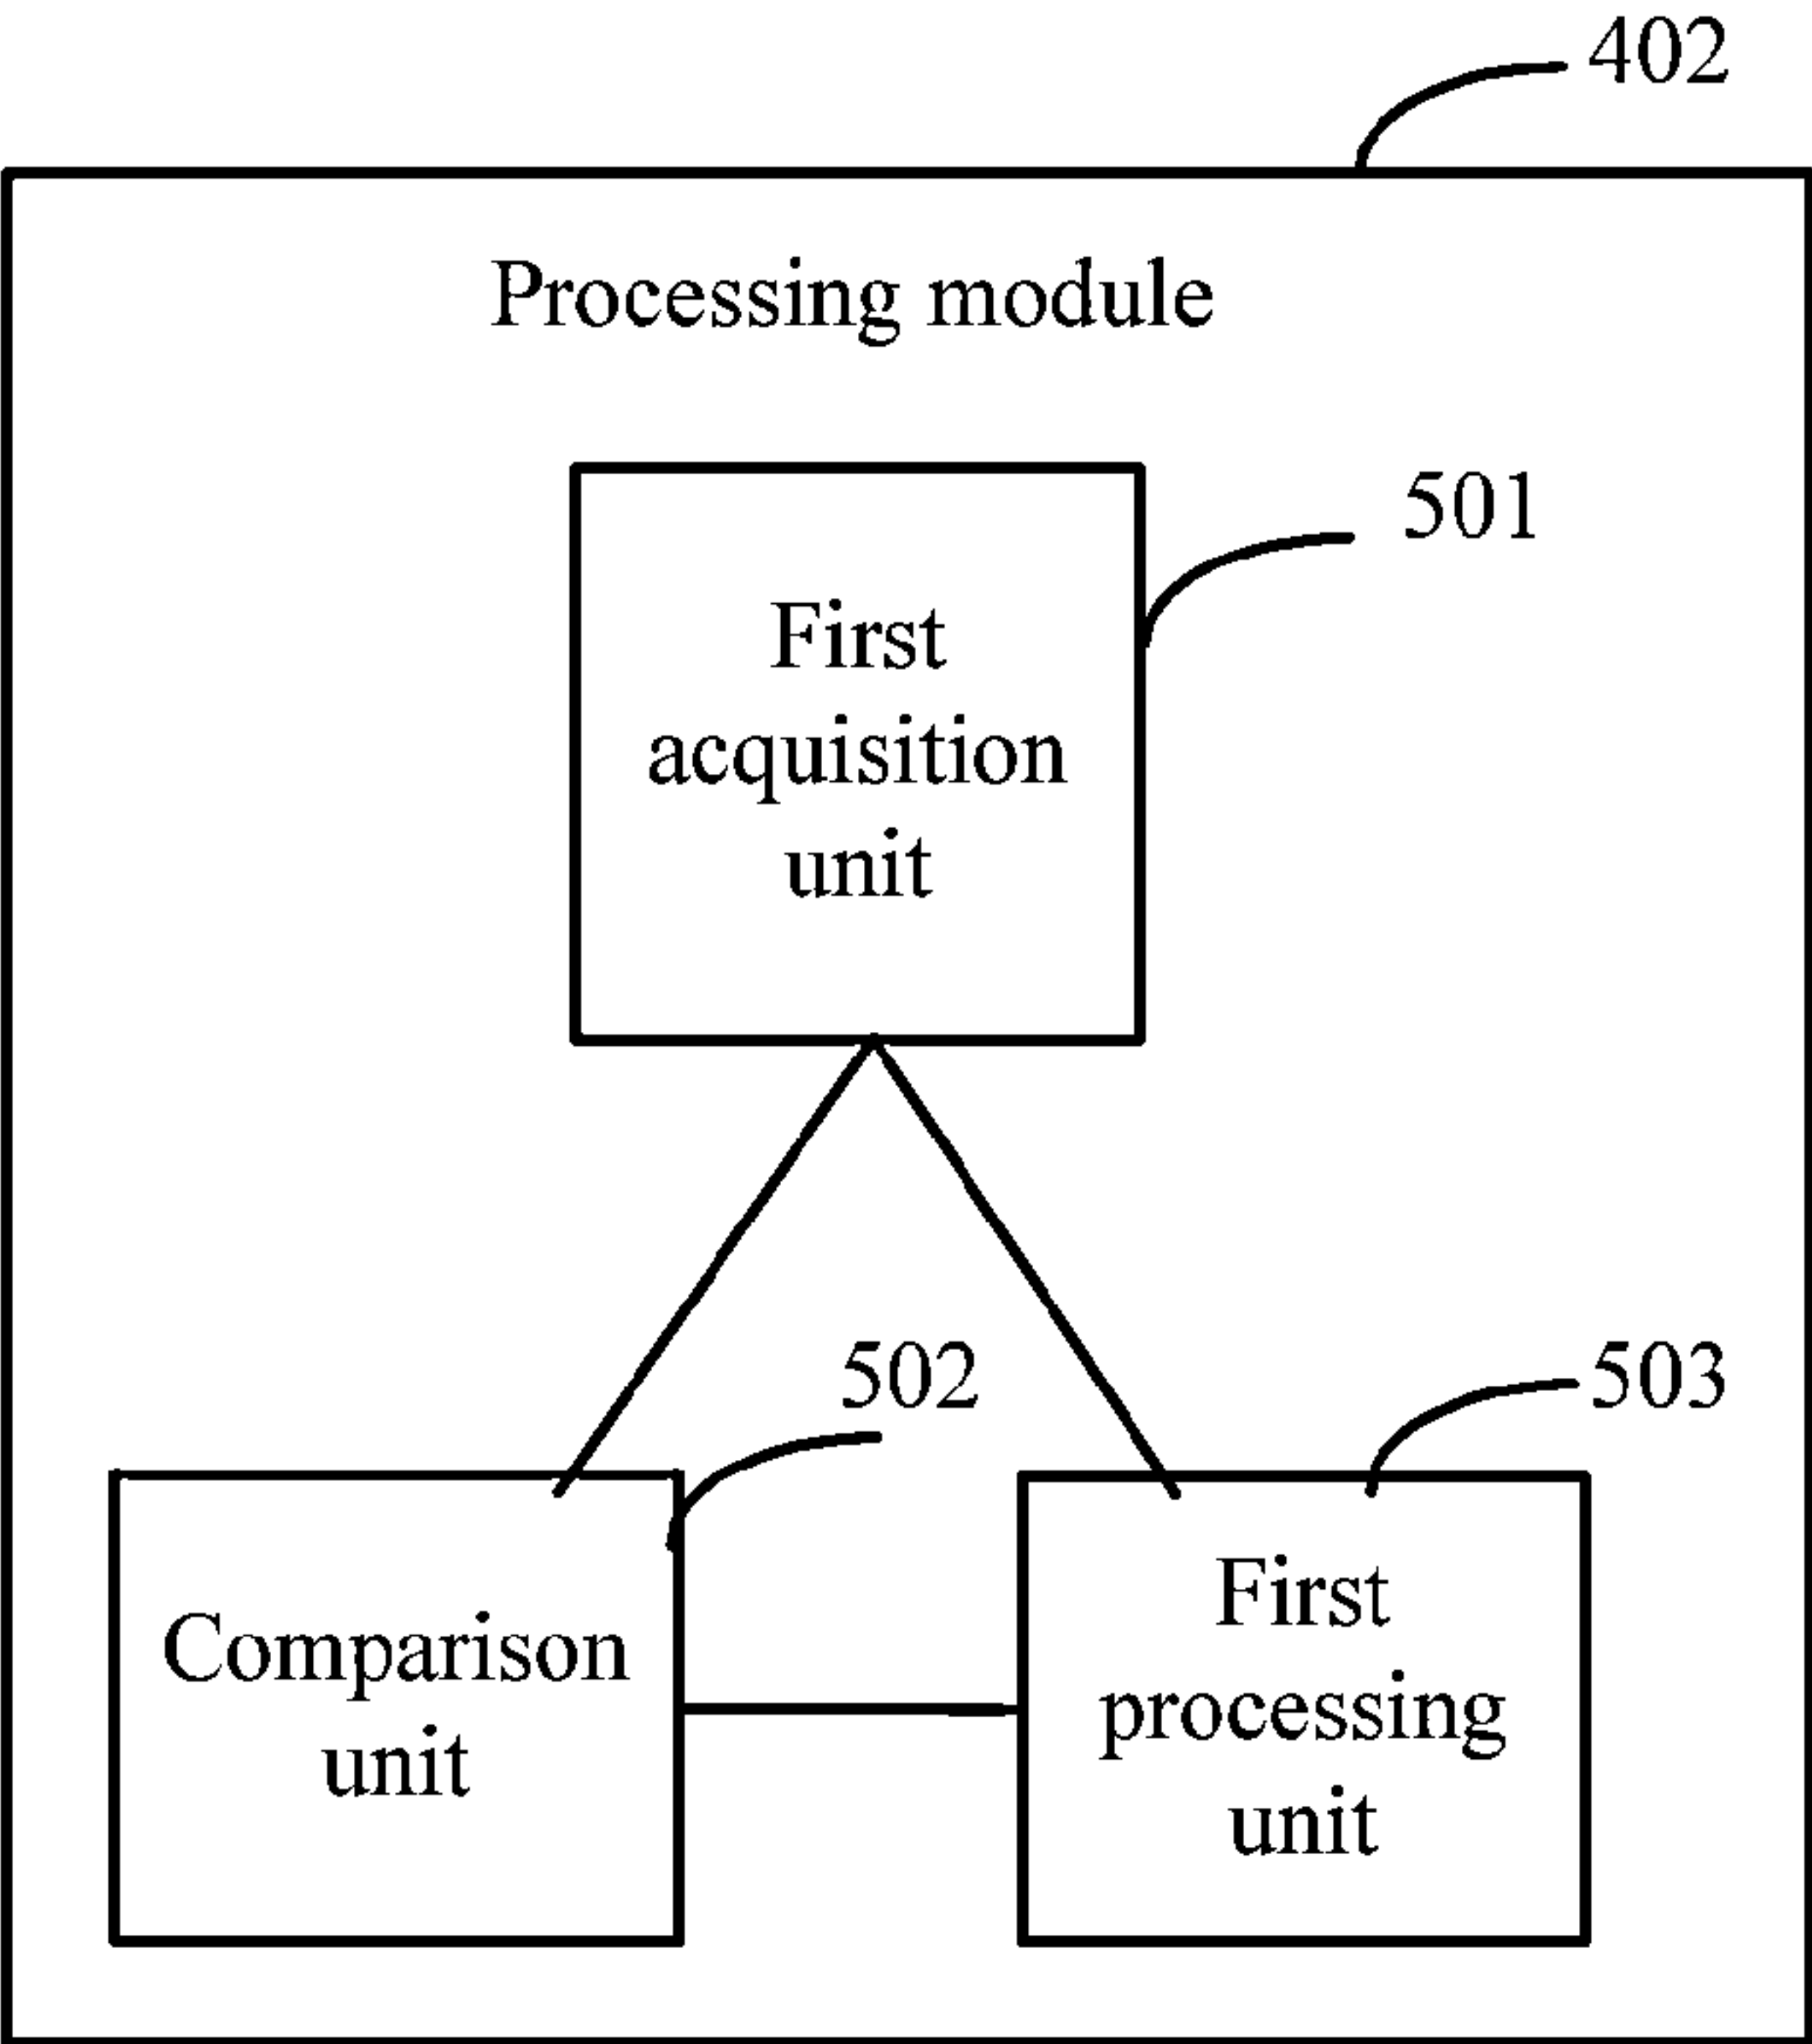 402
Processing module
501
First
acquisition
unit
502
503
Comparison
unit
First
processing
unit